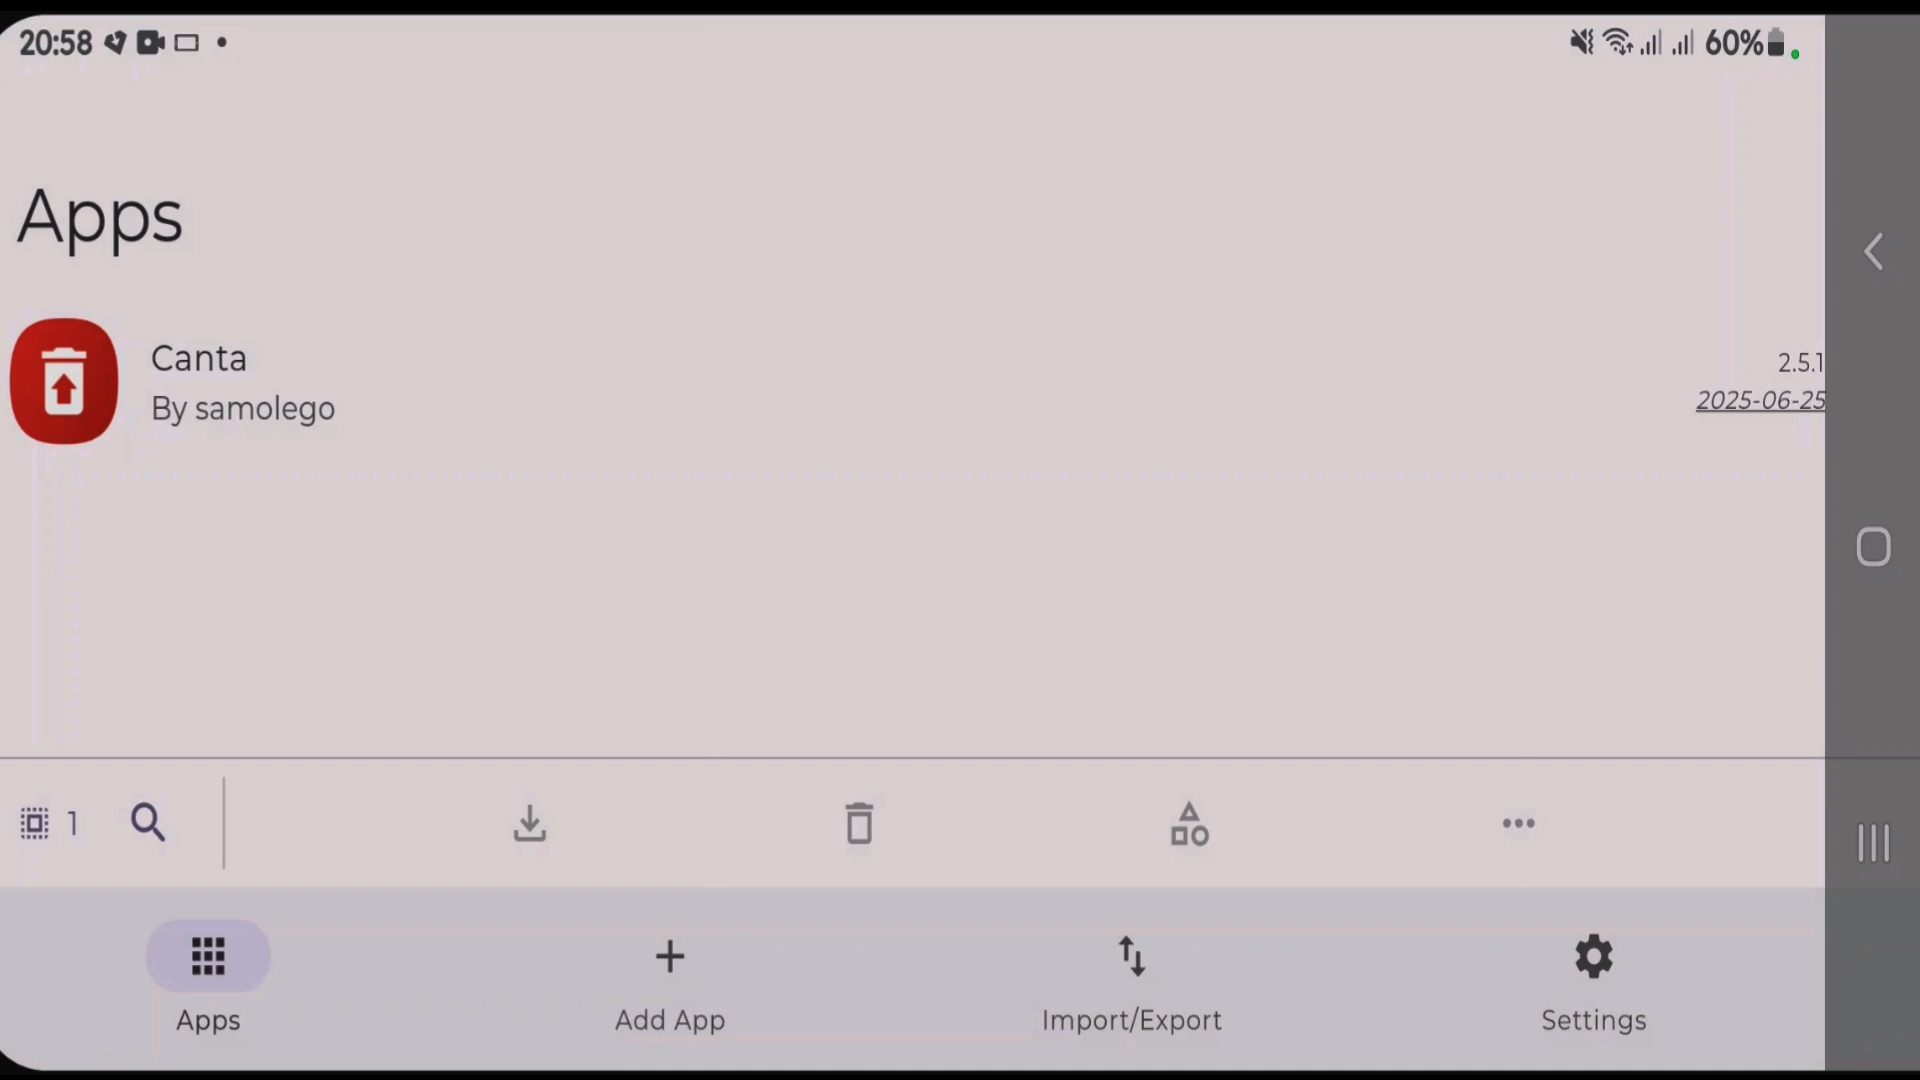 20:58
60%
Apps
Canta
By samolego
2.5.1
2025-06-25
1
Apps
Add App
Import/Export
Settings